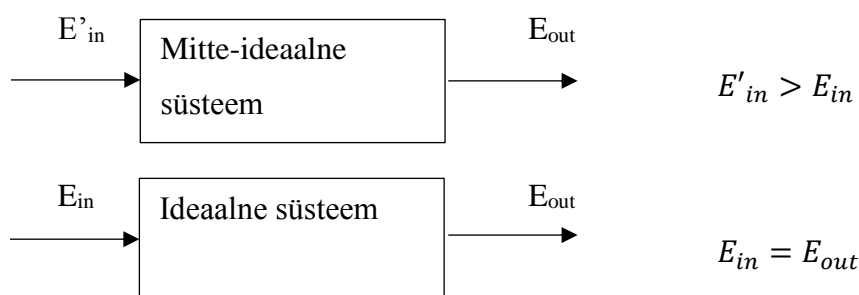 E’in
Mitte-ideaalne
süsteem
Eout
E'in > Ein
Ein
Ideaalne süsteem
Eout
Ein = Eout